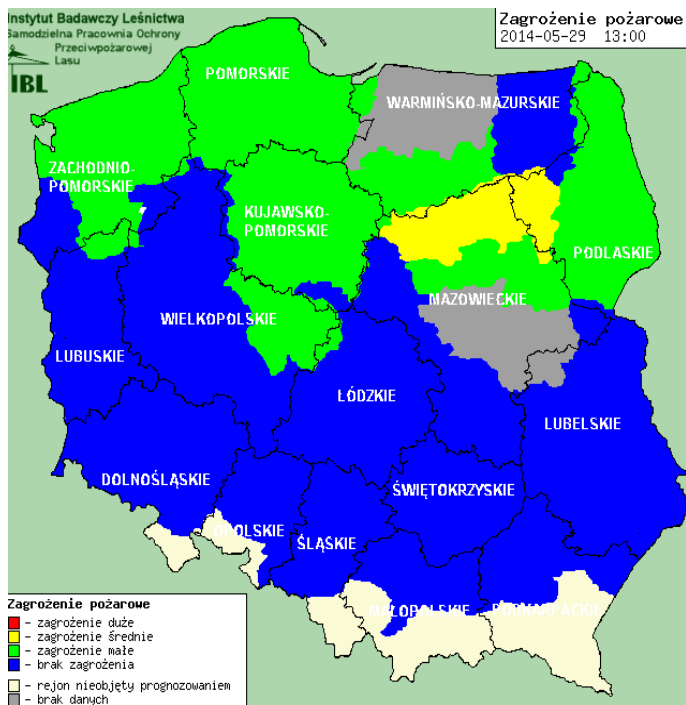 Instytut Badawczy Leśnictwa
Samodzielna Pracownia Ochrony
Przeciwpożarowej
Lasu
IBL
Zagrożenie pożarowe
2014-05-29 13:00
POMORSKIE
WARMIŃSKO-MAZURSKIE
ZACHODNIO-
POMORSKIE
KUJAWSKO-
POMORSKIE
PODLASKIE
MAZOWIECKIE
WIELKOPOLSKIE
LUBUSKIE
ŁÓDZKIE
LUBELSKIE
DOLNOŚLĄSKIE
ŚWIĘTOKRZYSKIE
OPOLSKIE
ŚLĄSKIE
MAŁOPOLSKIE
PODKARPACKIE
Zagrożenie pożarowe
- zagrożenie duże
- zagrożenie średnie
- zagrożenie małe
- brak zagrożenia
- rejon nieobjęty prognozowaniem
- brak danych